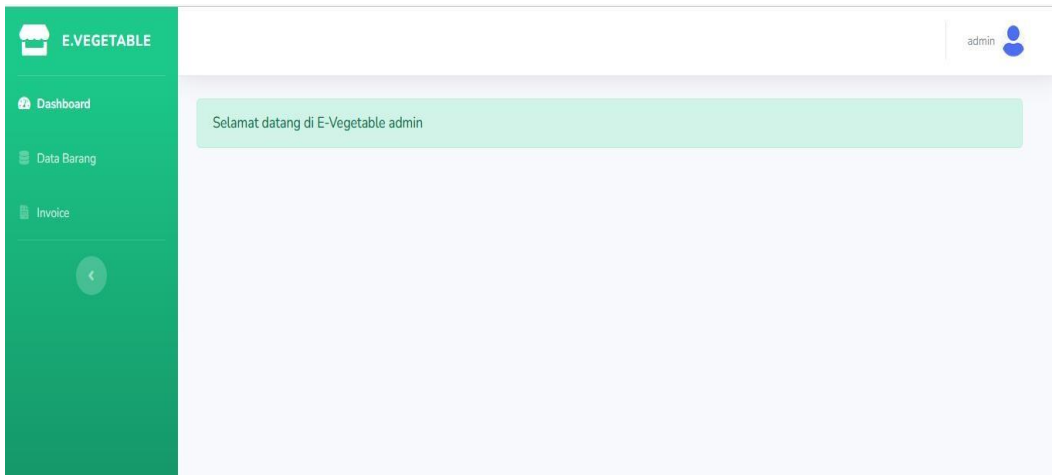 E.VEGETABLE
admin
Dashboard
Selamat datang di E-Vegetable admin
Data Barang
Invoice